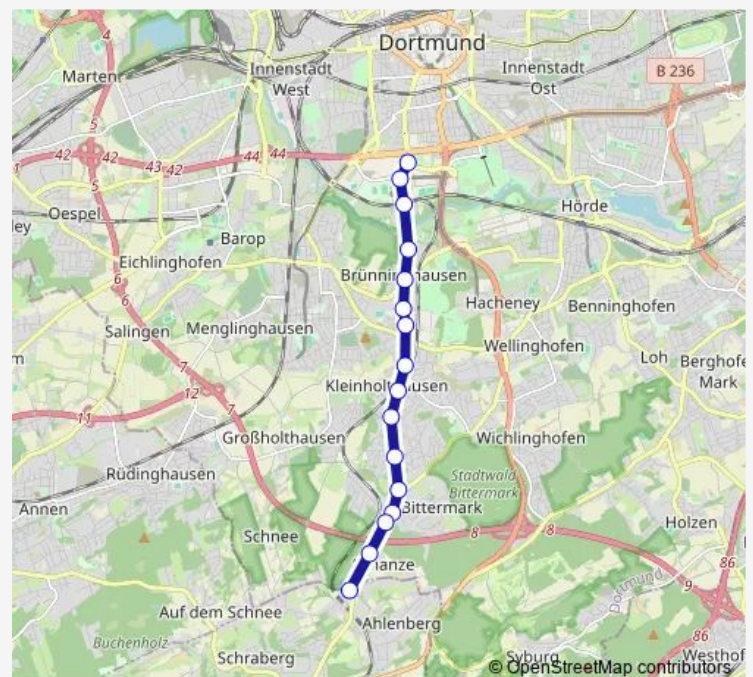 4
Marten
Dortmund
Innenstadt
West
Innenstadt
Ost
B 236
5
42
42
43
42
44
44
5
Oespel
ley
Hörde
Barop
Eichlinghofen
6
6
Brünninghausen
Hacheney
Benninghofen
Salingen
Menglinghausen
m
Wellinghofen
Loh
Berghofe
Mark
7
12
7
Kleinholthausen
11
Großholthausen
Wichlinghofen
Rüdinghausen
Stadtwald
Bittermark
Annen
Bittermark
Schnee
8
8
Holzen
86
9
Dortmund
Auf dem Schnee
Ahlenberg
86
Buchenholz
Schraberg
Syburg
Westhof
© OpenStreetMap contributors